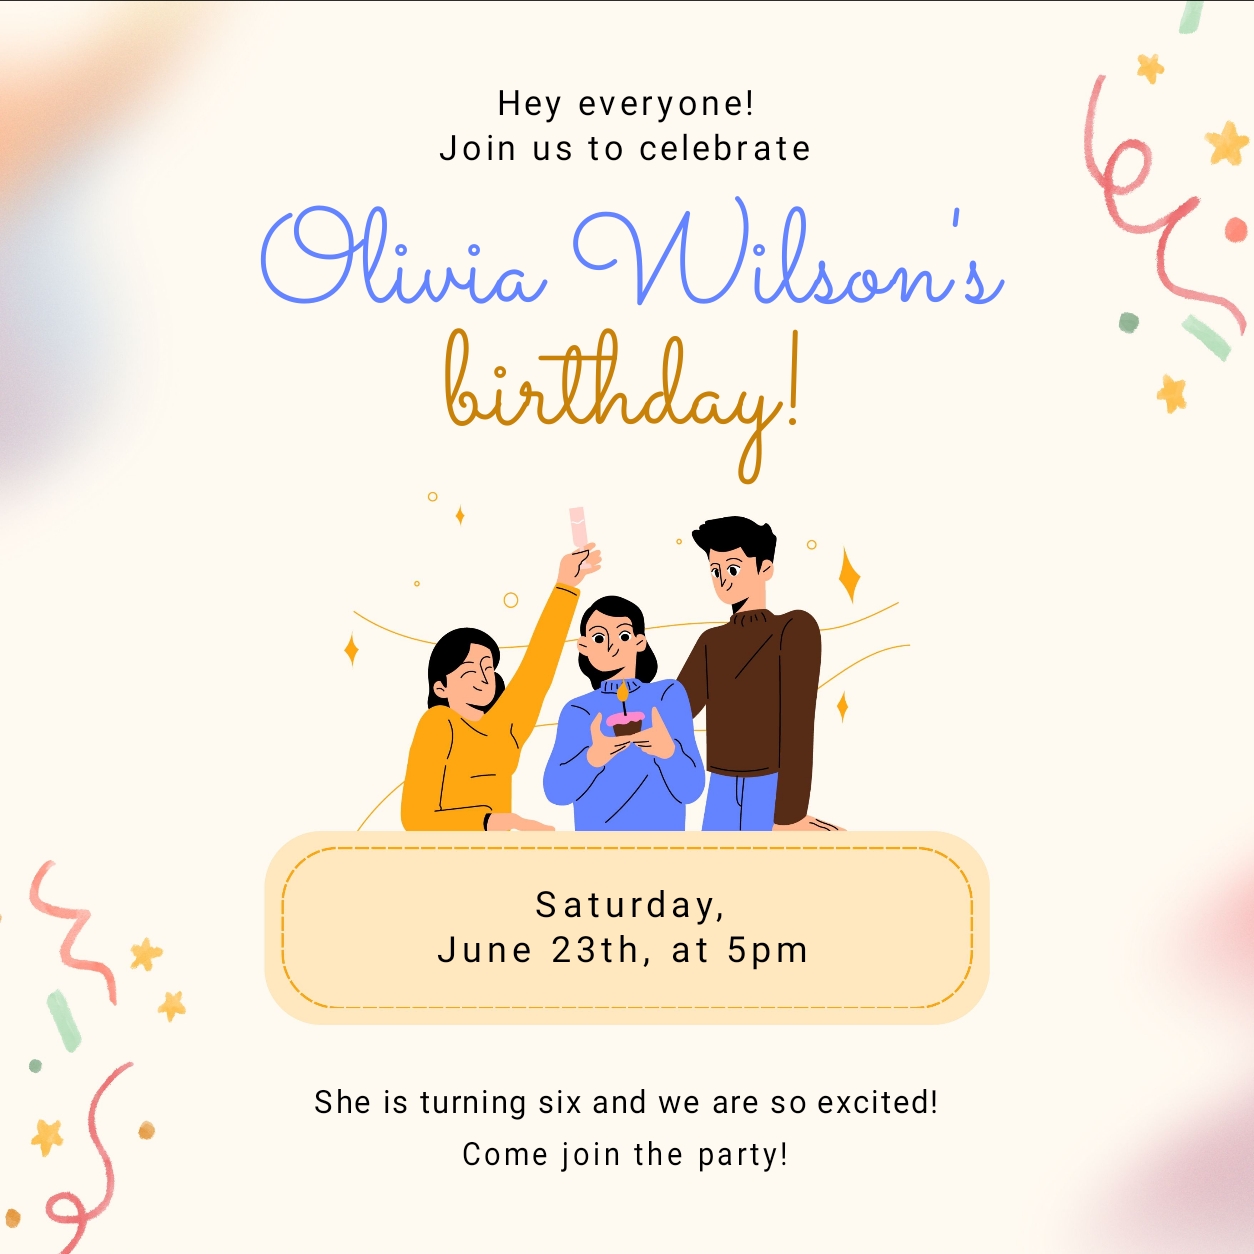 Hey everyone!
Join us to celebrate
Olivia Wilson's
birthday!
Saturday,
June 23th, at 5pm
She is turning six and we are so excited!
Come join the party!